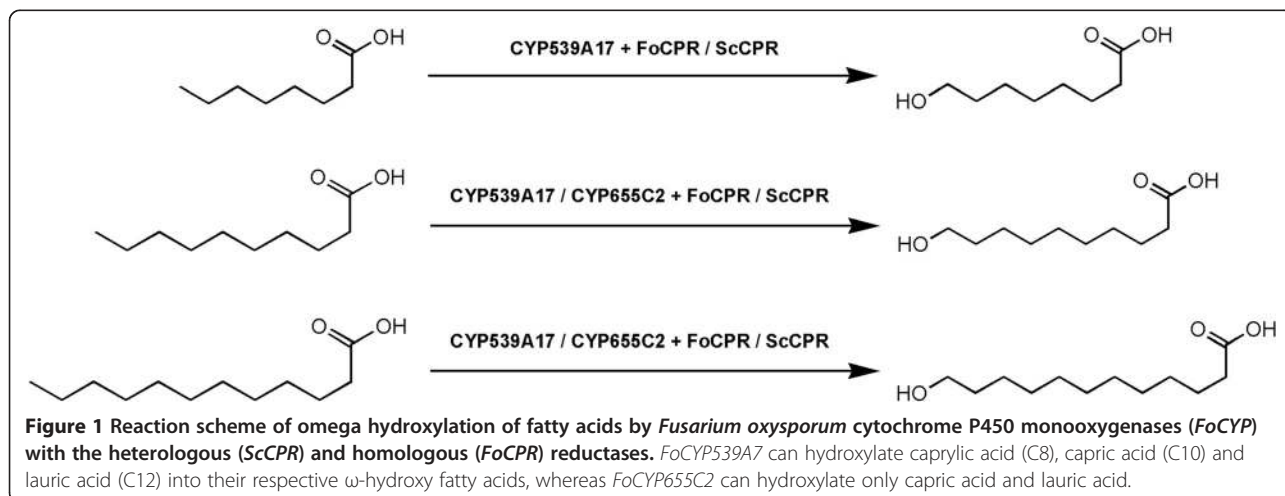 O OH
CYP539A17 + FoCPR / ScCPR
O OH
HO
O OH
CYP539A17 / CYP655C2 + FoCPR / ScCPR
O OH
HO
O OH
CYP539A17 / CYP655C2 + FoCPR / ScCPR
O OH
HO
Figure 1 Reaction scheme of omega hydroxylation of fatty acids by Fusarium oxysporum cytochrome P450 monooxygenases (FoCYP)
with the heterologous (ScCPR) and homologous (FoCPR) reductases. FoCYP539A7 can hydroxylate caprylic acid (C8), capric acid (C10) and
lauric acid (C12) into their respective ω-hydroxy fatty acids, whereas FoCYP655C2 can hydroxylate only capric acid and lauric acid.